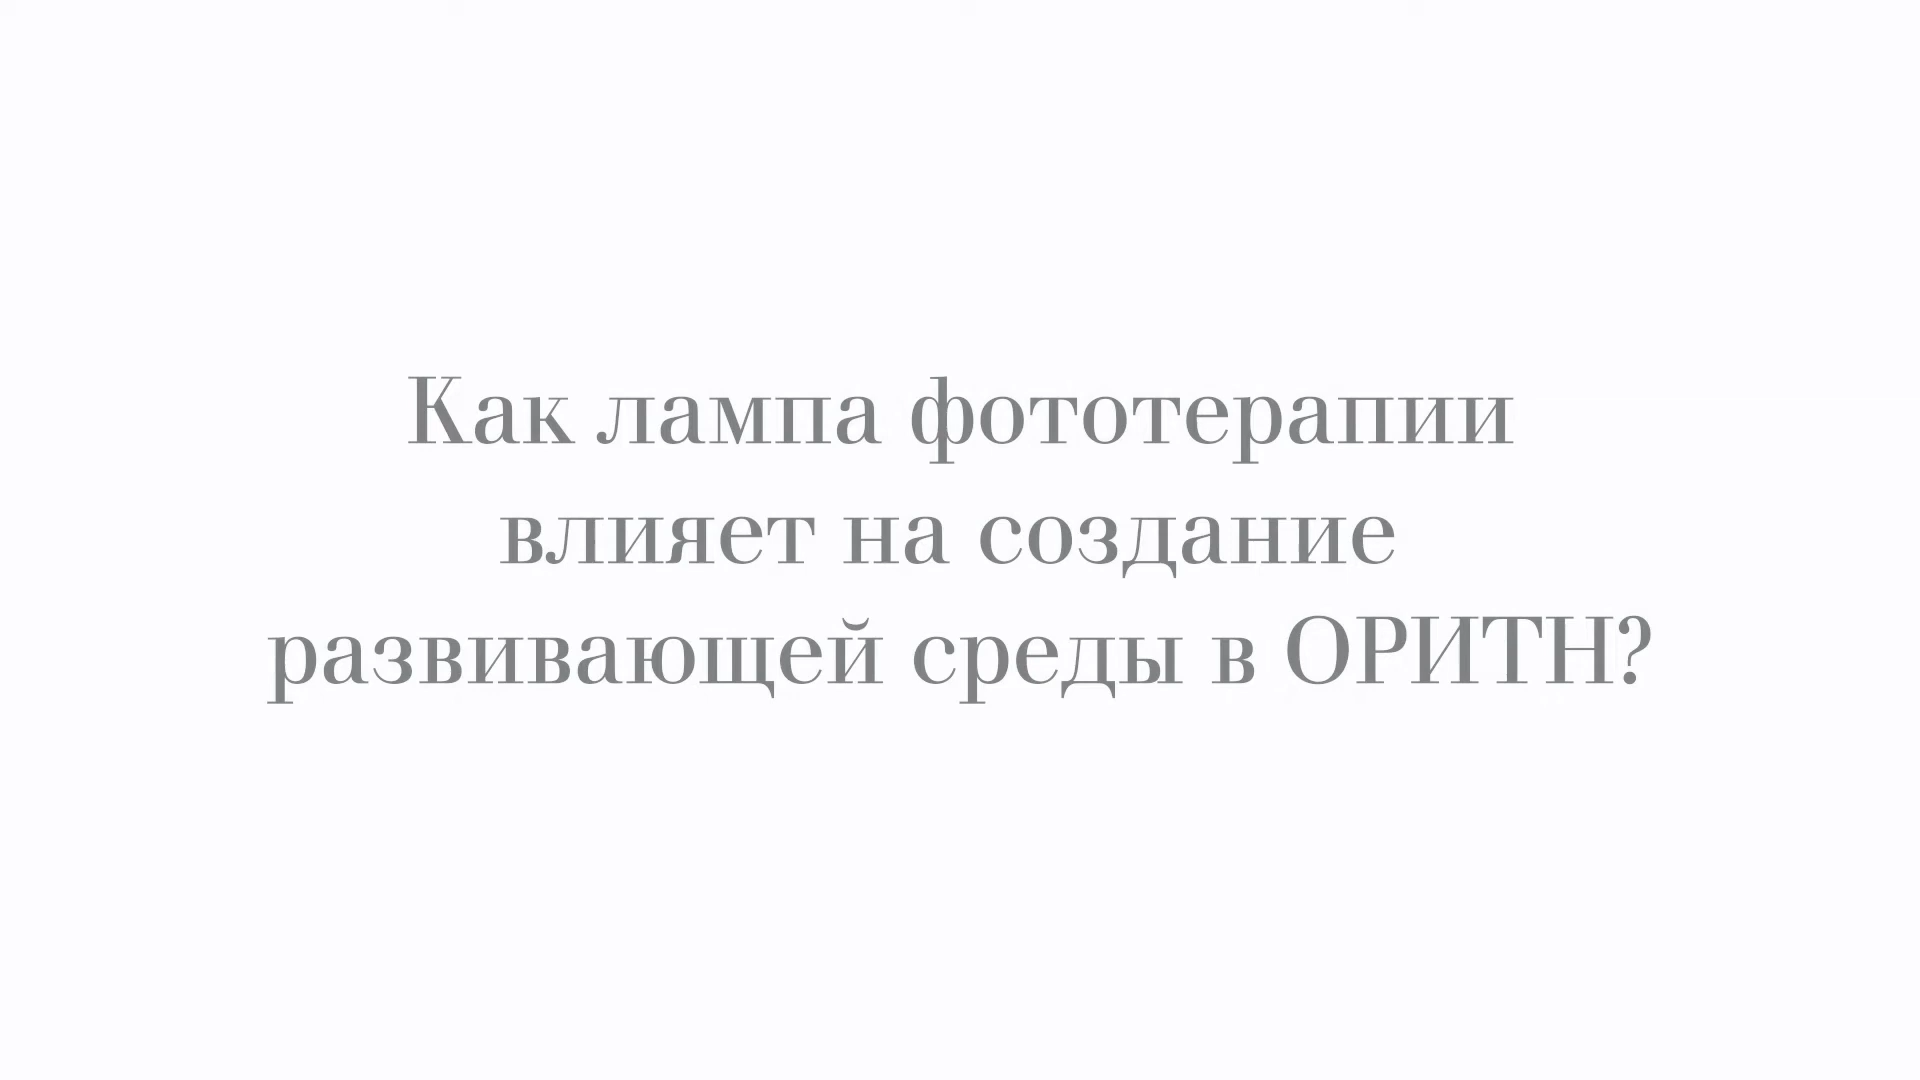 Как лампа фототерапии
влияет на создание
развивающей среды в ОРИТН?